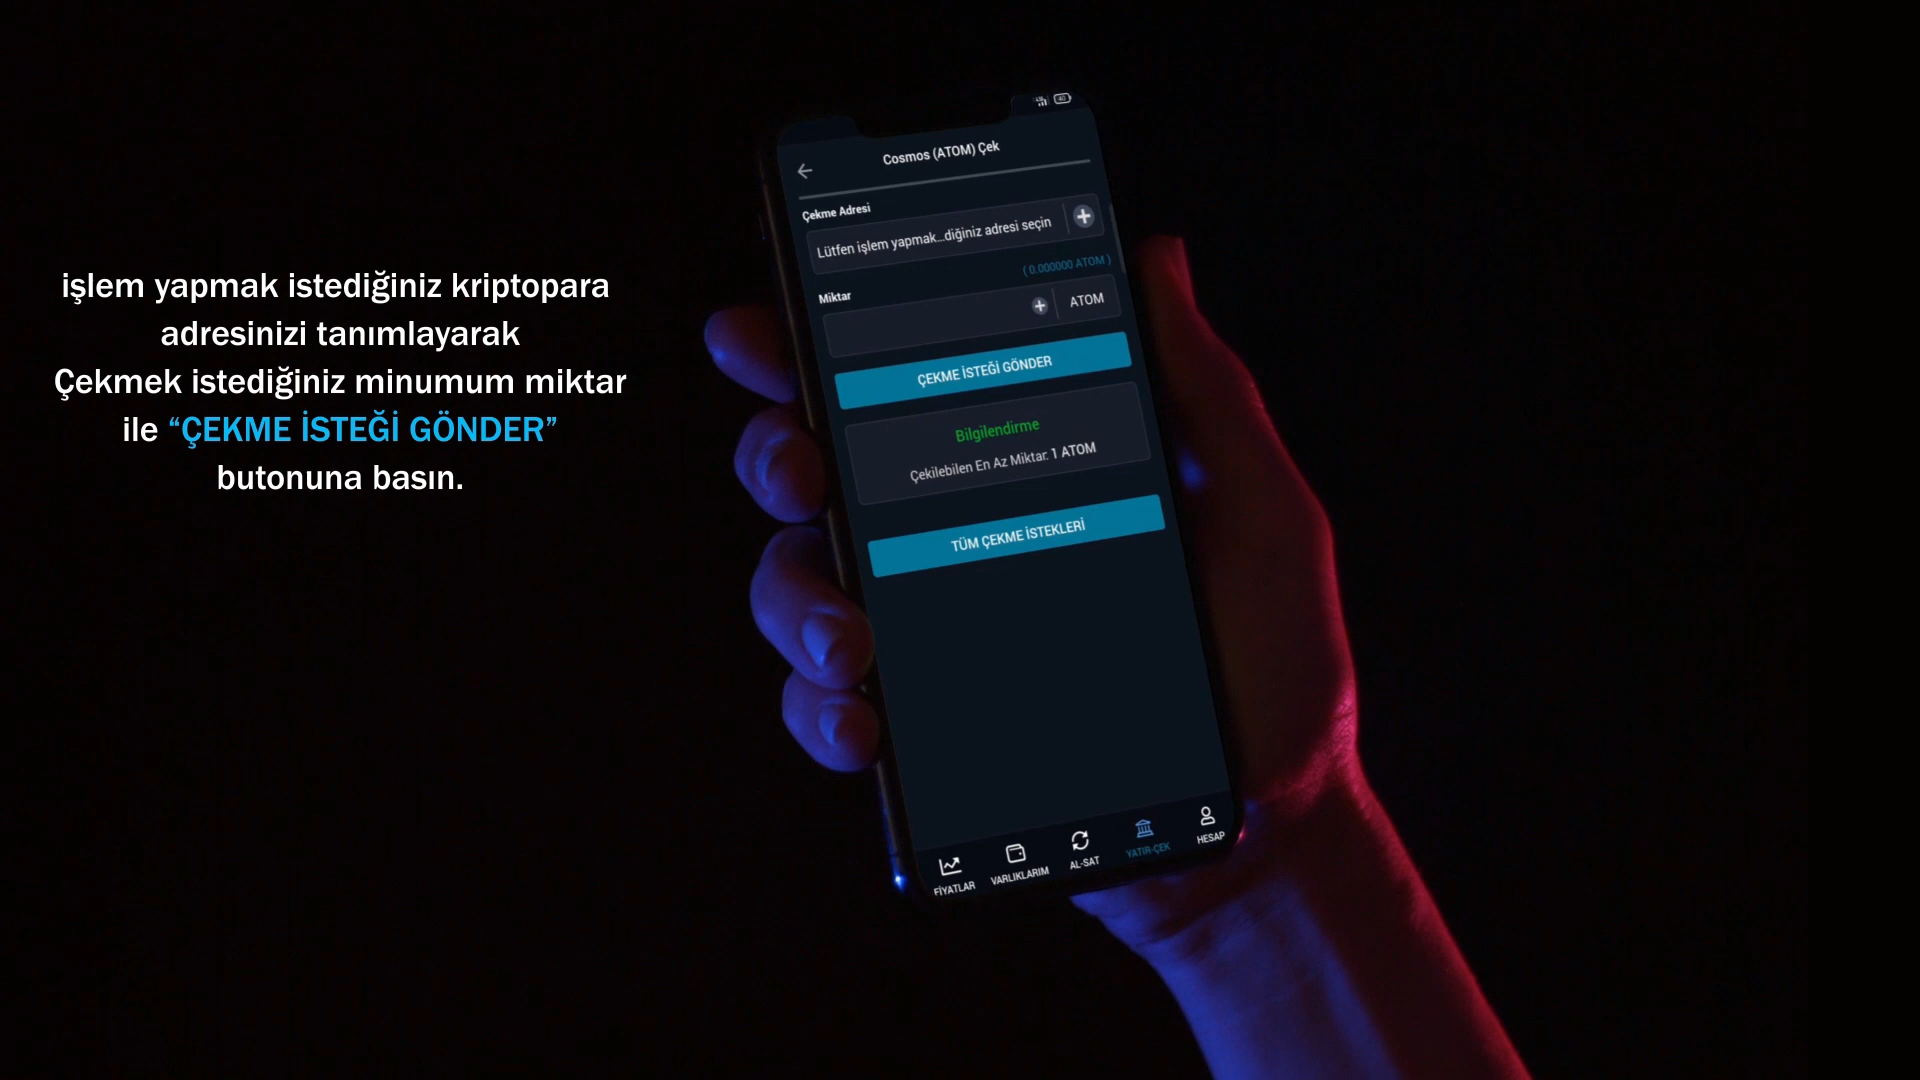 işlem yapmak istediğiniz kriptopara
adresinizi tanımlayarak
Çekmek istediğiniz minumum miktar
ile “ÇEKME İSTEĞİ GÖNDER”
butonuna basın.
Cosmos (ATOM) Çek
Çekme Adresi
Lütfen işlem yapmak...diğiniz adresi seçin
( 0.000000 ATOM )
Miktar
ATOM
ÇEKME İSTEĞİ GÖNDER
Bilgilendirme
Çekilebilen En Az Miktar: 1 ATOM
TÜM ÇEKME İSTEKLERİ
FİYATLAR
VARLIKLARIM
AL-SAT
YATIR-ÇEK
HESAP